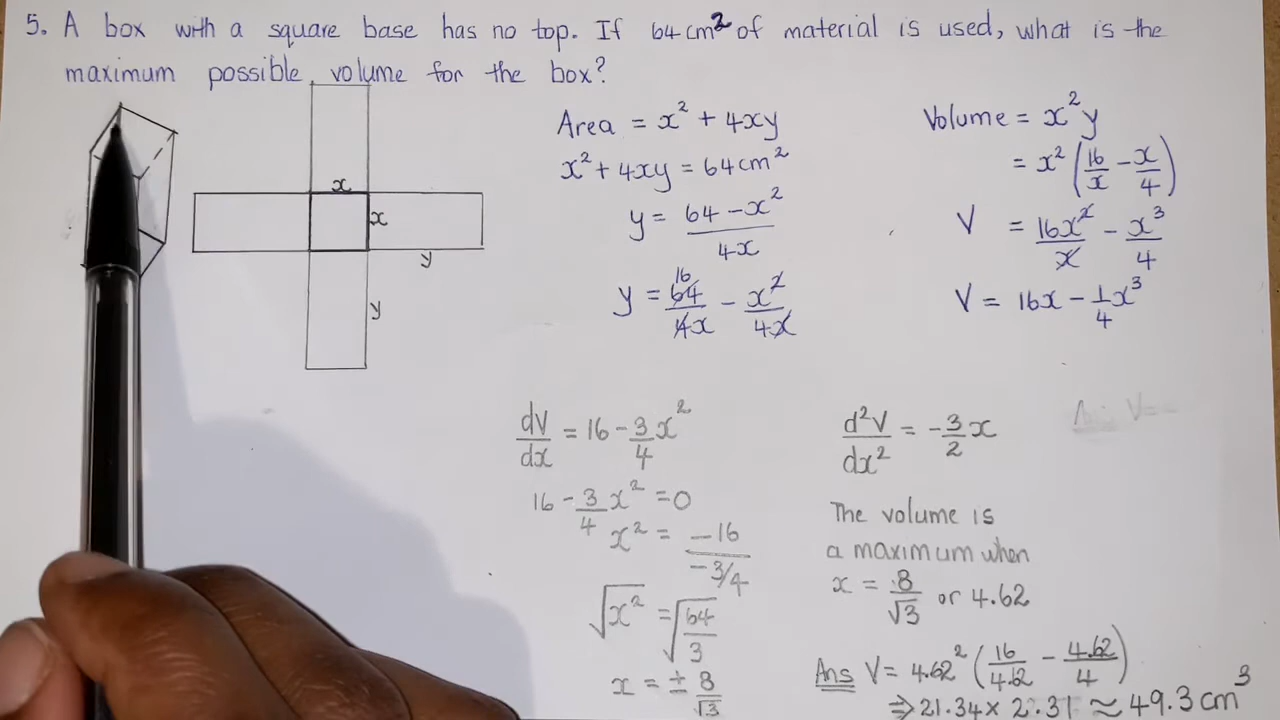 5. A box with a square base has no top. If 64 cm² of material is used, what is the
maximum possible volume for the box?
x
x
y
y
Area = x² + 4xy
x² + 4xy = 64cm²
y = (64 - x²)/4x
y = 64/4x - x²/4x
16
Volume = x²y
= x² (16/x - x/4)
V = 16x²/x - x³/4
V = 16x - 1/4 x³
dV/dx = 16 - 3/4 x²
16 - 3/4 x² = 0
x² = -16/(-3/4)
√x² = √(64/3)
x = ± 8/√3
d²V/dx² = -3/2 x
The volume is
a maximum when
x = 8/√3 or 4.62
Ans V = 4.62² (16/4.62 - 4.62/4)
⇒ 21.34 x 2.31 ≈ 49.3 cm³